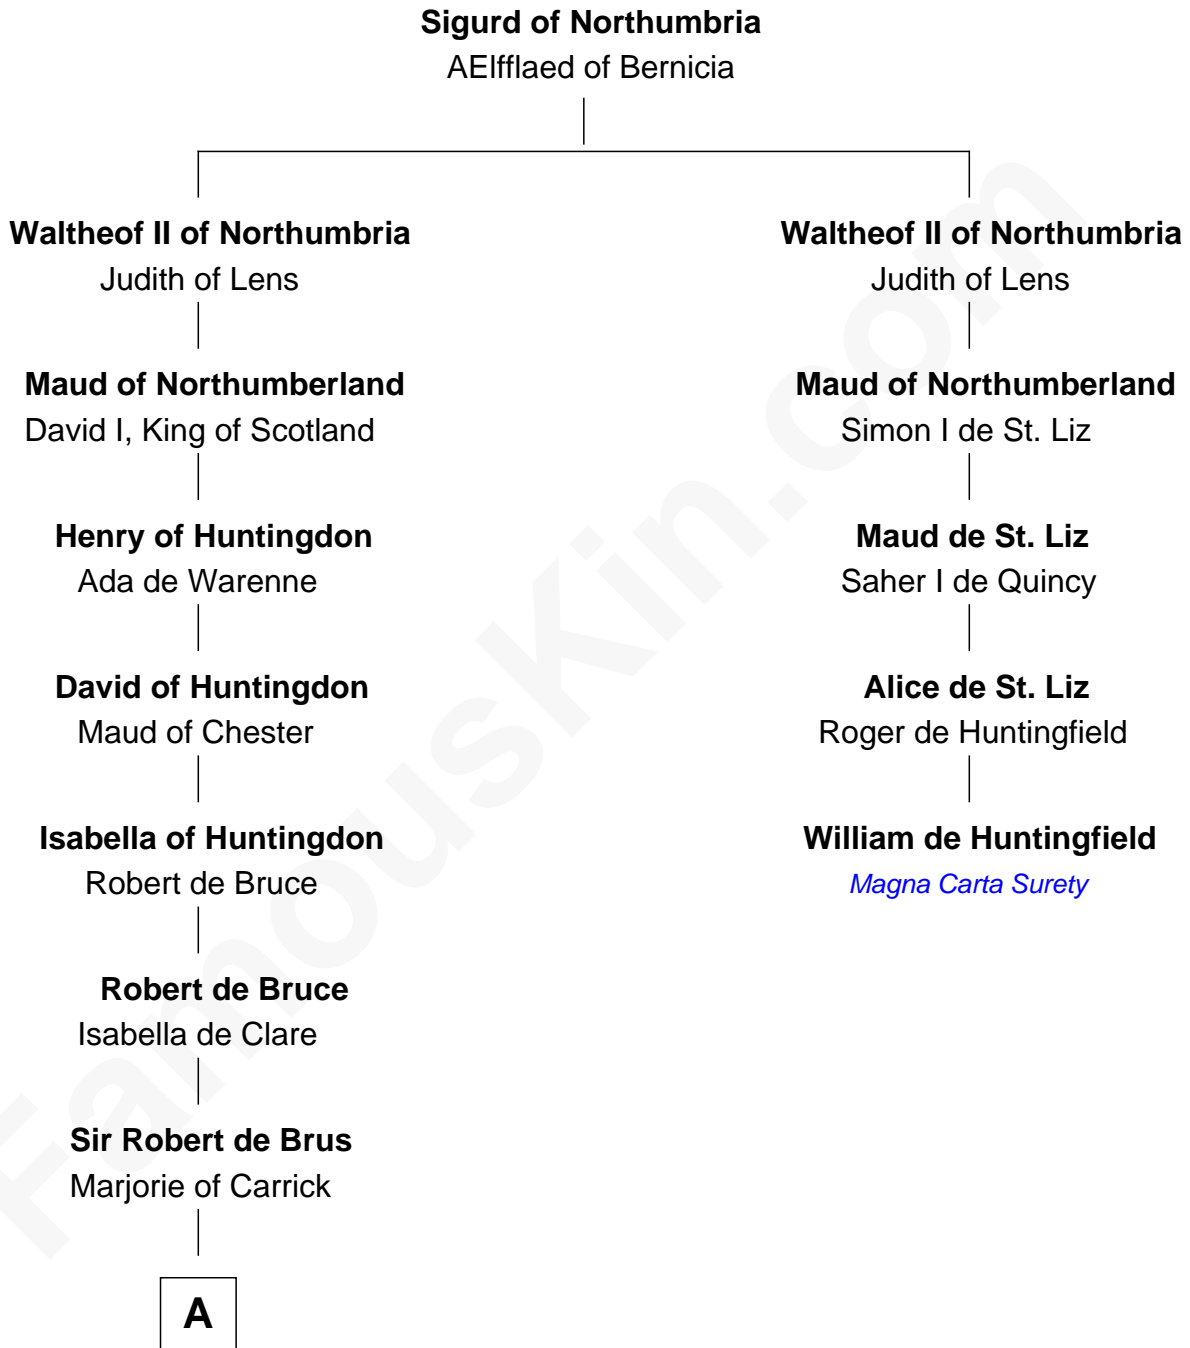 Sigurd of Northumbria
AElfflaed of Bernicia
Waltheof II of Northumbria
Judith of Lens
Maud of Northumberland
David I, King of Scotland
Henry of Huntingdon
Ada de Warenne
David of Huntingdon
Maud of Chester
Isabella of Huntingdon
Robert de Bruce
Robert de Bruce
Isabella de Clare
Sir Robert de Brus
Marjorie of Carrick
A
Waltheof II of Northumbria
Judith of Lens
Maud of Northumberland
Simon I de St. Liz
Maud de St. Liz
Saher I de Quincy
Alice de St. Liz
Roger de Huntingfield
William de Huntingfield
Magna Carta Surety
FamousKin.com